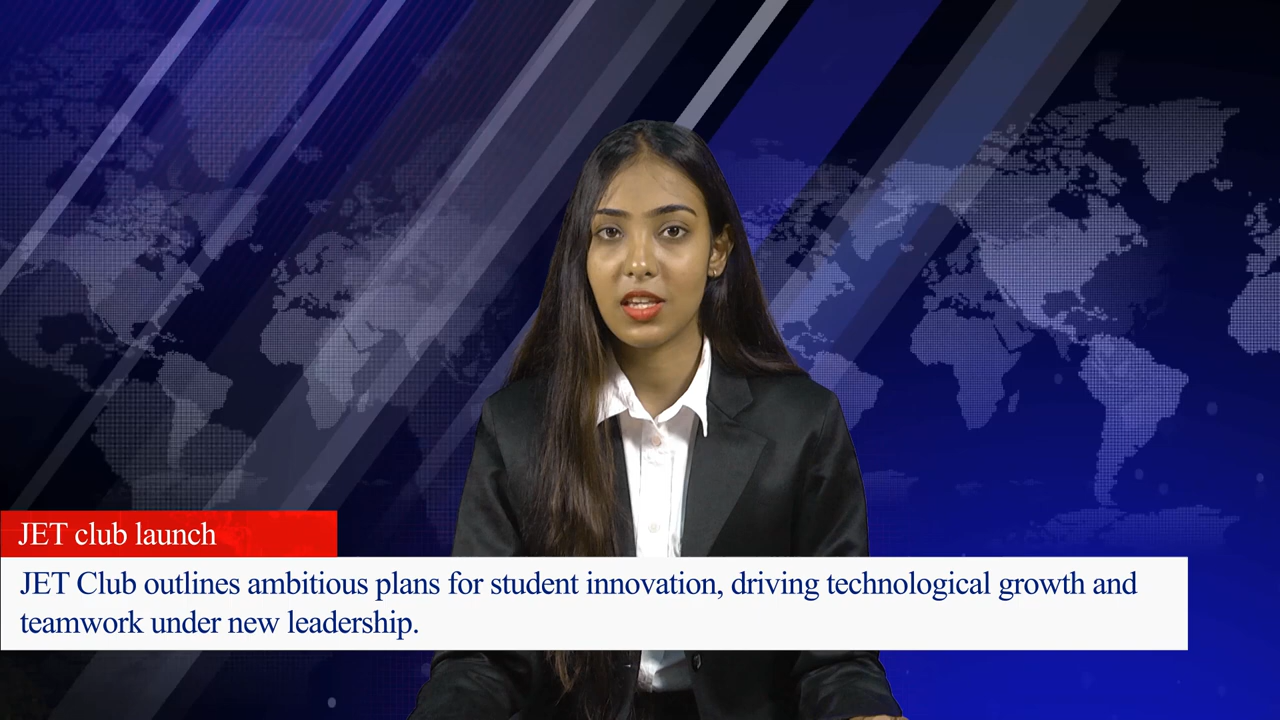 JET club launch
JET Club outlines ambitious plans for student innovation, driving technological growth and
teamwork under new leadership.